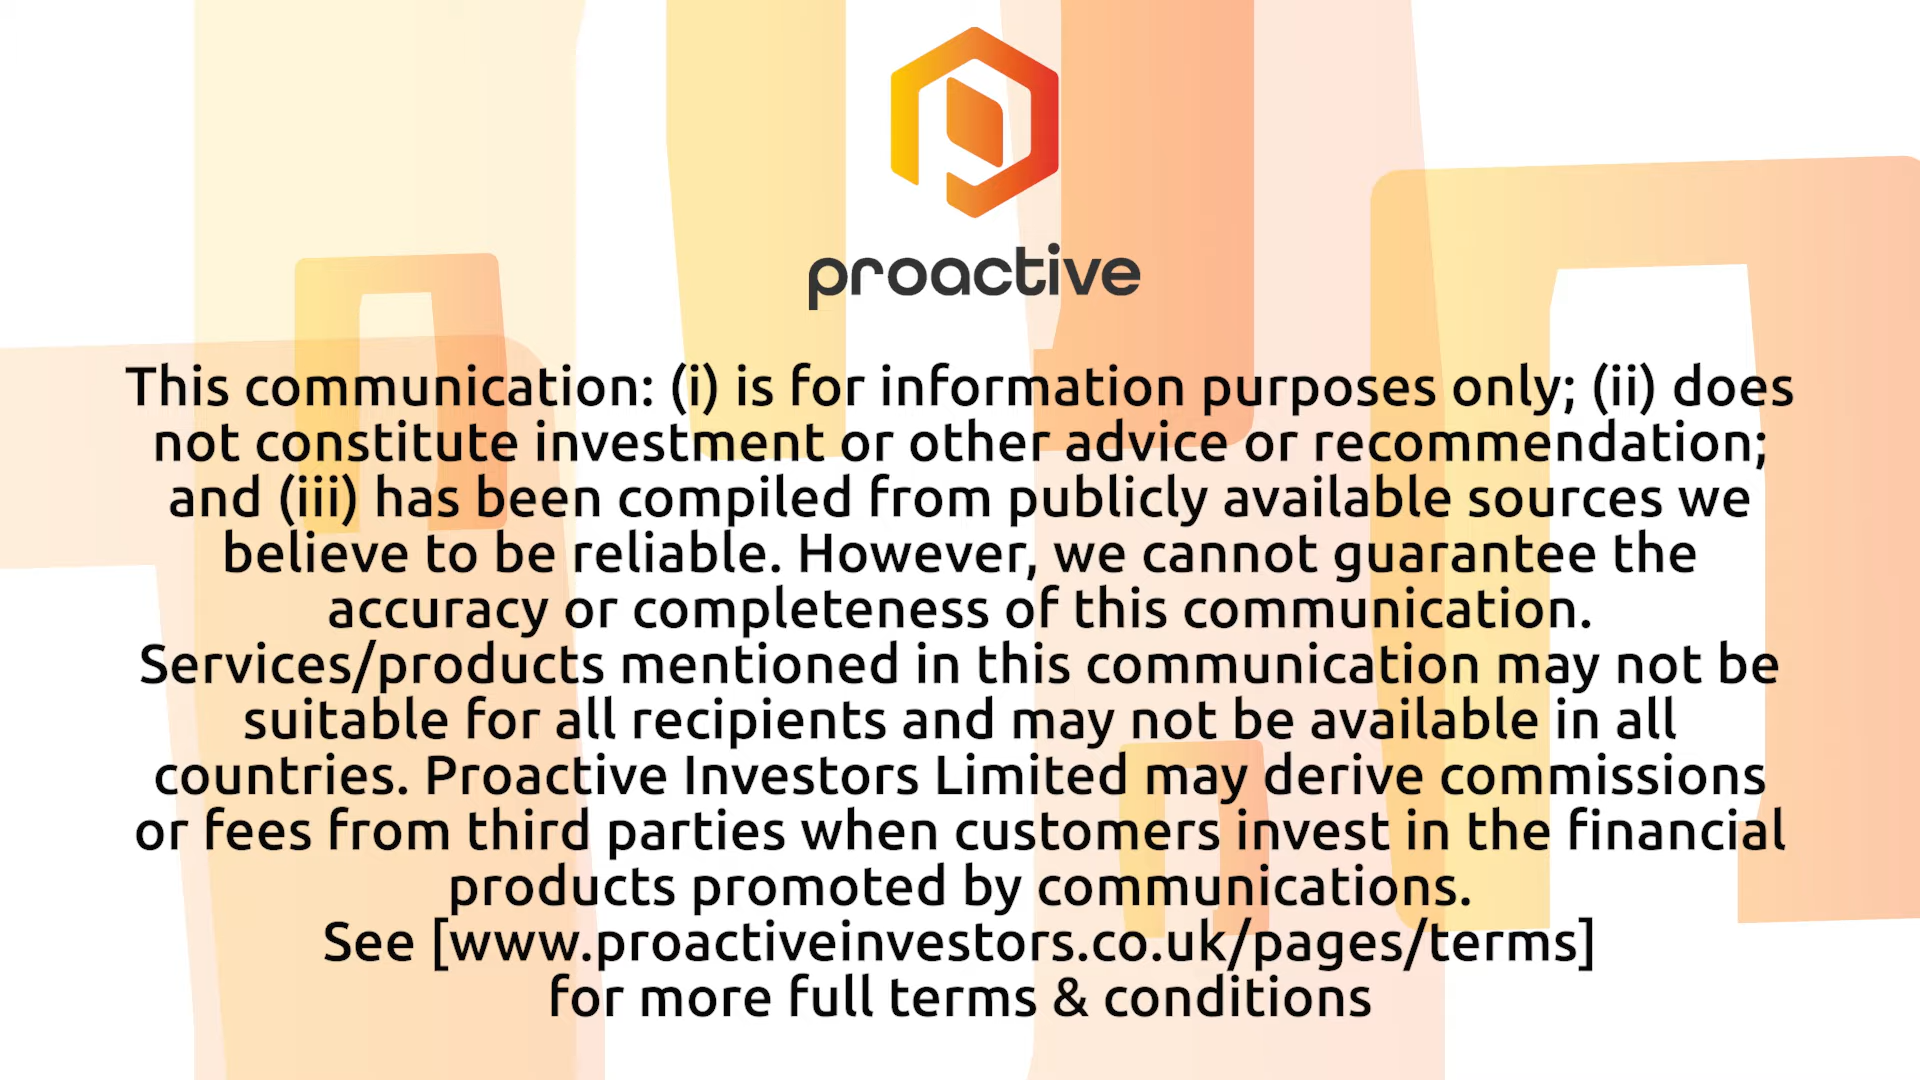 proactive
This communication: (i) is for information purposes only; (ii) does
not constitute investment or other advice or recommendation;
and (iii) has been compiled from publicly available sources we
believe to be reliable. However, we cannot guarantee the
accuracy or completeness of this communication.
Services/products mentioned in this communication may not be
suitable for all recipients and may not be available in all
countries. Proactive Investors Limited may derive commissions
or fees from third parties when customers invest in the financial
products promoted by communications.
See [www.proactiveinvestors.co.uk/pages/terms]
for more full terms & conditions